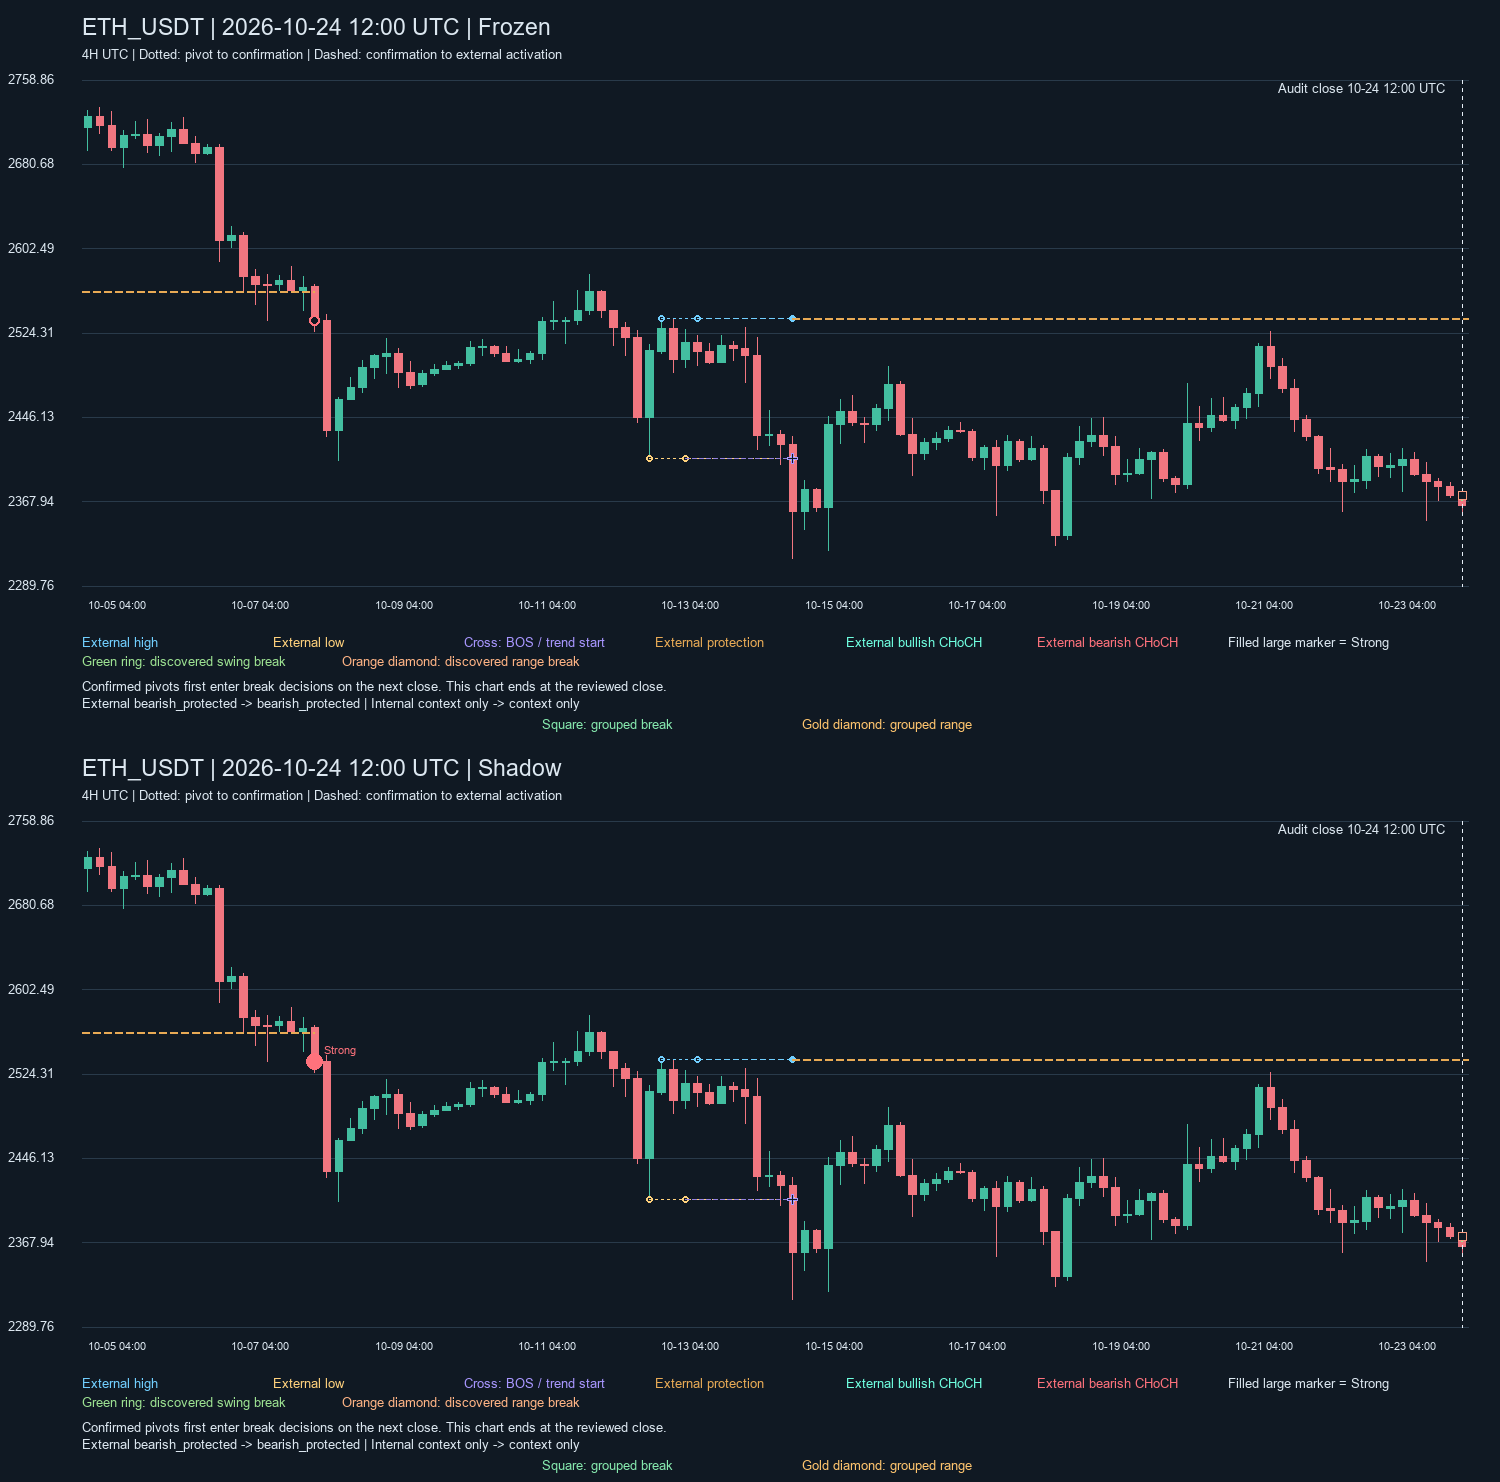 ETH_USDT | 2026-10-24 12:00 UTC | Frozen
4H UTC | Dotted: pivot to confirmation | Dashed: confirmation to external activation
2758.86
Audit close 10-24 12:00 UTC
2680.68
2602.49
2524.31
2446.13
2367.94
2289.76
10-05 04:00 10-07 04:00 10-09 04:00 10-11 04:00 10-13 04:00 10-15 04:00 10-17 04:00 10-19 04:00 10-21 04:00 10-23 04:00
External high External low Cross: BOS / trend start External protection External bullish CHoCH External bearish CHoCH Filled large marker = Strong
Green ring: discovered swing break Orange diamond: discovered range break
Confirmed pivots first enter break decisions on the next close. This chart ends at the reviewed close.
External bearish_protected -> bearish_protected | Internal context only -> context only
Square: grouped break Gold diamond: grouped range
ETH_USDT | 2026-10-24 12:00 UTC | Shadow
4H UTC | Dotted: pivot to confirmation | Dashed: confirmation to external activation
2758.86
Audit close 10-24 12:00 UTC
2680.68
2602.49
Strong
2524.31
2446.13
2367.94
2289.76
10-05 04:00 10-07 04:00 10-09 04:00 10-11 04:00 10-13 04:00 10-15 04:00 10-17 04:00 10-19 04:00 10-21 04:00 10-23 04:00
External high External low Cross: BOS / trend start External protection External bullish CHoCH External bearish CHoCH Filled large marker = Strong
Green ring: discovered swing break Orange diamond: discovered range break
Confirmed pivots first enter break decisions on the next close. This chart ends at the reviewed close.
External bearish_protected -> bearish_protected | Internal context only -> context only
Square: grouped break Gold diamond: grouped range